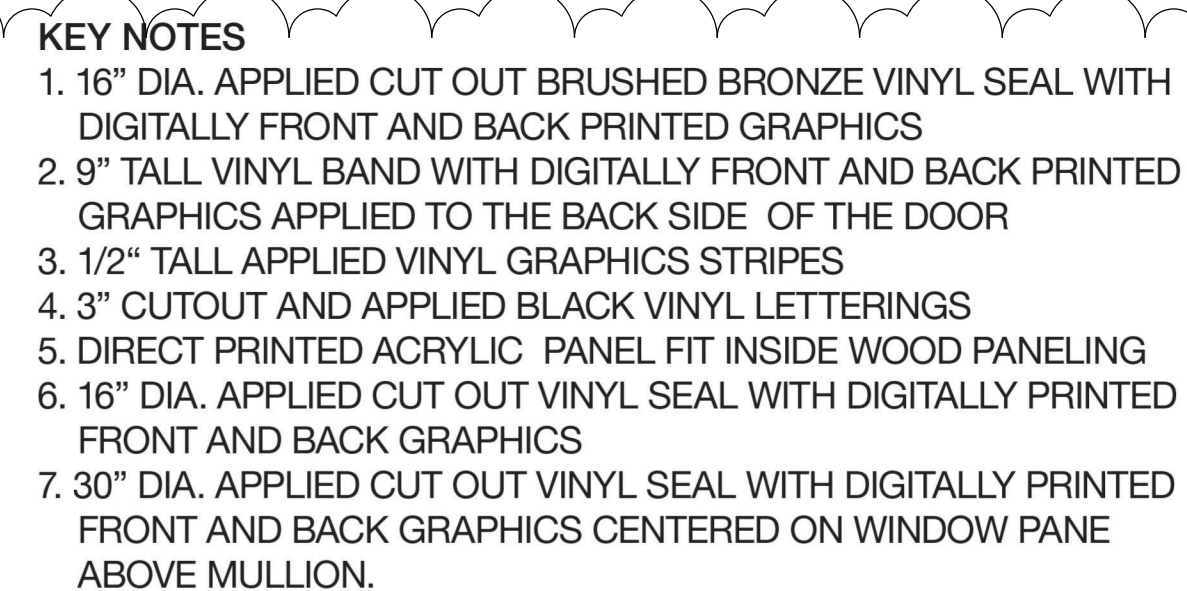 KEY NOTES
1. 16” DIA. APPLIED CUT OUT BRUSHED BRONZE VINYL SEAL WITH
DIGITALLY FRONT AND BACK PRINTED GRAPHICS
2. 9” TALL VINYL BAND WITH DIGITALLY FRONT AND BACK PRINTED
GRAPHICS APPLIED TO THE BACK SIDE  OF THE DOOR
3. 1/2“ TALL APPLIED VINYL GRAPHICS STRIPES
4. 3” CUTOUT AND APPLIED BLACK VINYL LETTERINGS
5. DIRECT PRINTED ACRYLIC  PANEL FIT INSIDE WOOD PANELING
6. 16” DIA. APPLIED CUT OUT VINYL SEAL WITH DIGITALLY PRINTED
FRONT AND BACK GRAPHICS
7. 30” DIA. APPLIED CUT OUT VINYL SEAL WITH DIGITALLY PRINTED
FRONT AND BACK GRAPHICS CENTERED ON WINDOW PANE
ABOVE MULLION.